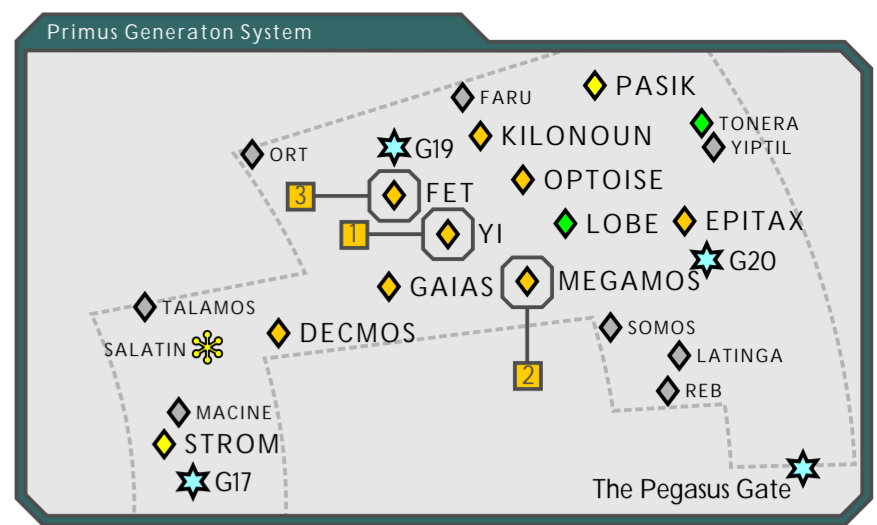 Primus Generaton System
FARU
PASIK
TONERA
YIPTIL
KILONOUN
G19
ORT
OPTOISE
3
FET
1
YI
LOBE
EPITAX
G20
GAIAS
MEGAMOS
TALAMOS
SALATIN
DECMOS
SOMOS
LATINGA
2
REB
MACINE
STROM
G17
The Pegasus Gate